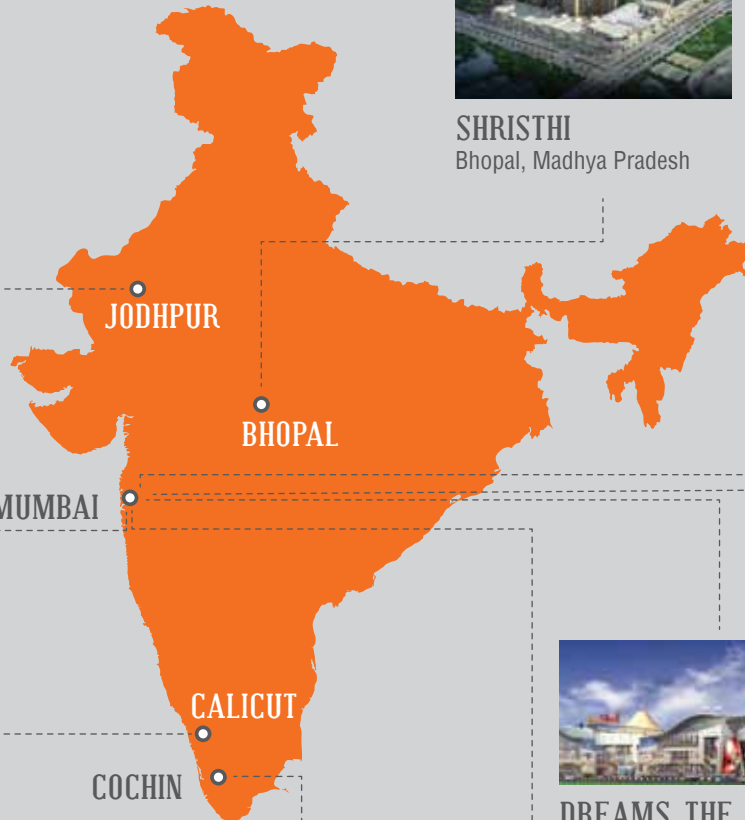 SHRISTHI
Bhopal, Madhya Pradesh
JODHPUR
BHOPAL
MUMBAI
CALICUT
COCHIN
DREAMS, THE